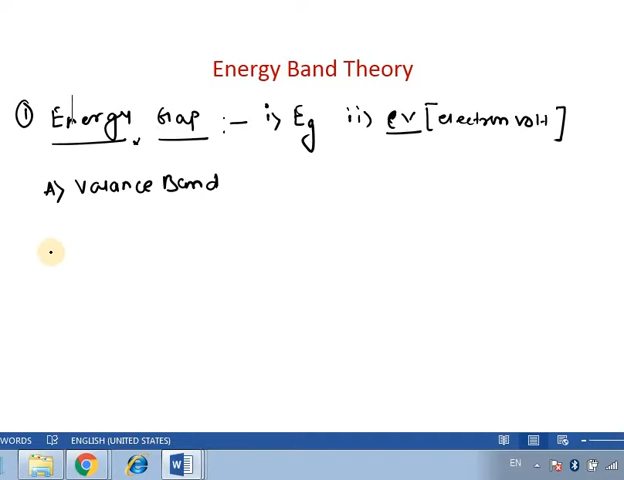 Energy Band Theory
① Energy Gap :- i> Eg ii> ev [electron volt]
A> Valance Band
WORDS ENGLISH (UNITED STATES)
EN